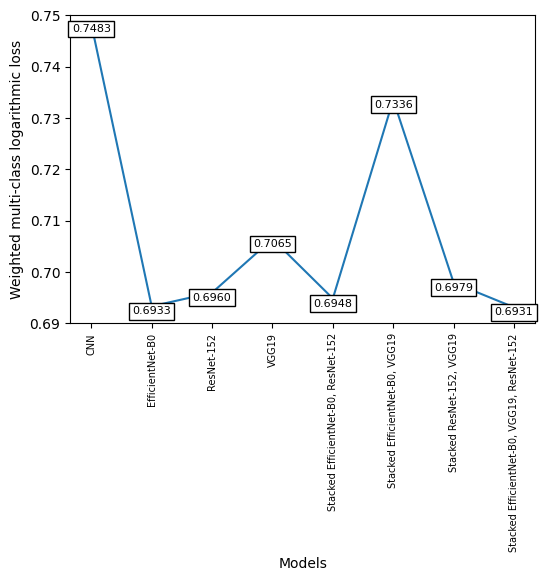 Weighted multi-class logarithmic loss
0.75
0.74
0.73
0.72
0.71
0.70
0.69
0.7483
0.6933
0.6960
0.7065
0.6948
0.7336
0.6979
0.6931
CNN
EfficientNet-B0
ResNet-152
VGG19
Stacked EfficientNet-B0, ResNet-152
Stacked EfficientNet-B0, VGG19
Stacked ResNet-152, VGG19
Stacked EfficientNet-B0, VGG19, ResNet-152
Models